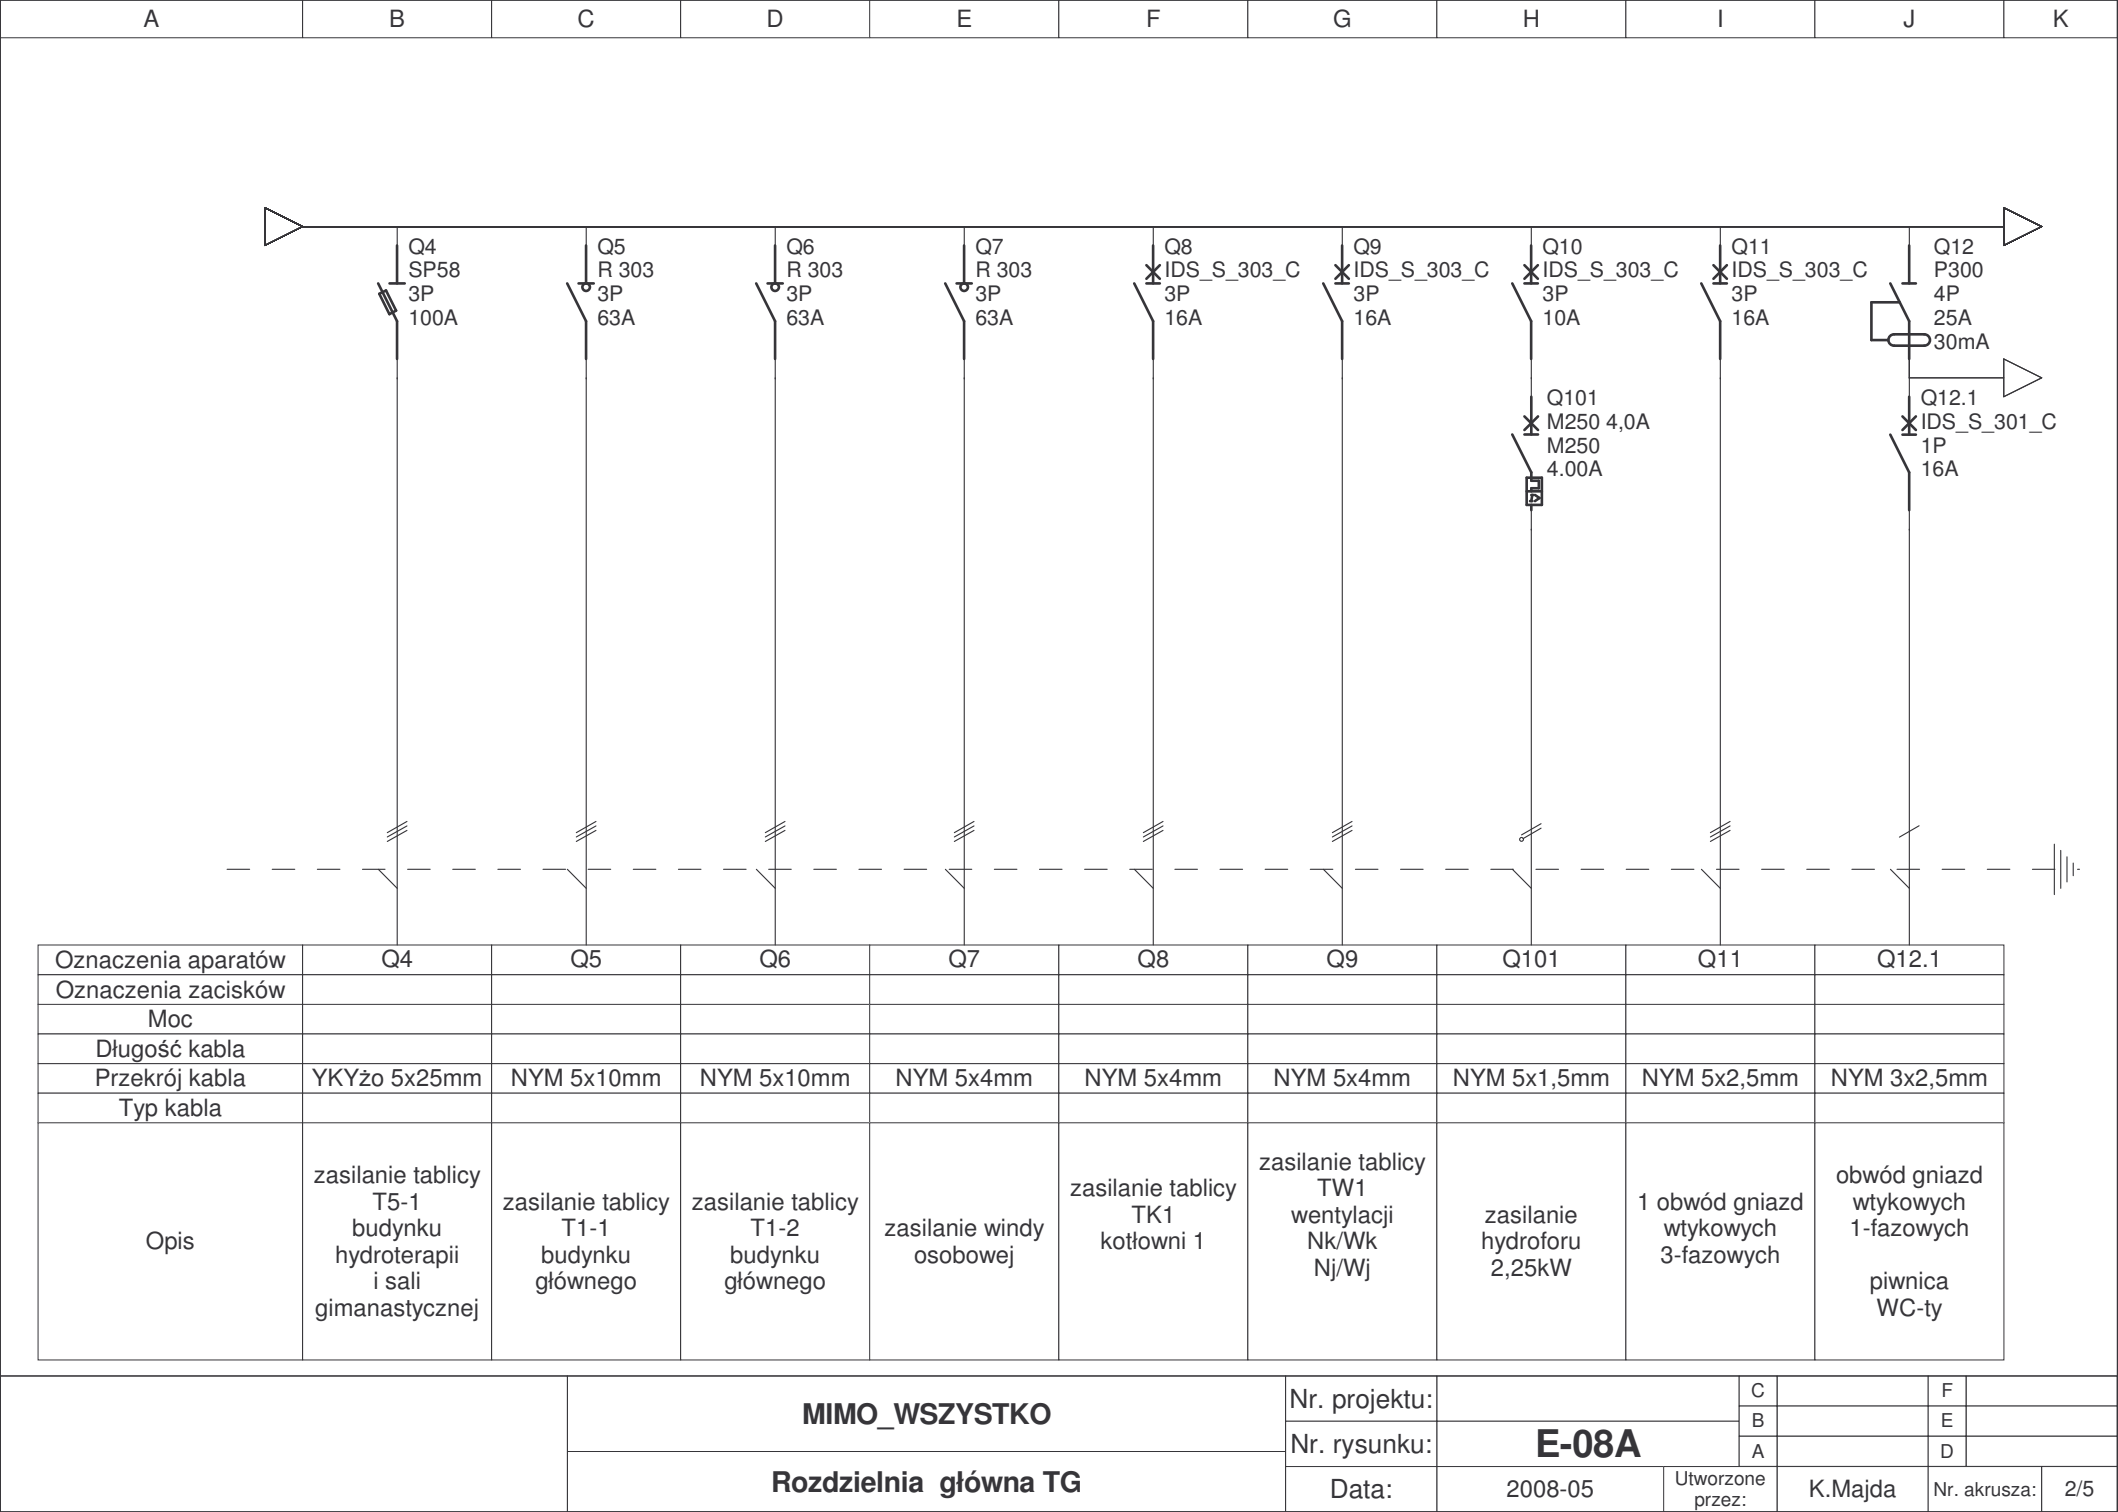 A B C D E F G H I J K
Q4
SP58
3P
100A
Q5
R 303
3P
63A
Q6
R 303
3P
63A
Q7
R 303
3P
63A
Q8
IDS_S_303_C
3P
16A
Q9
IDS_S_303_C
3P
16A
Q10
IDS_S_303_C
3P
10A
Q101
M250 4,0A
M250
4.00A
Q11
IDS_S_303_C
3P
16A
Q12
P300
4P
25A
30mA
Q12.1
IDS_S_301_C
1P
16A
Oznaczenia aparatów Q4 Q5 Q6 Q7 Q8 Q9 Q101 Q11 Q12.1
Oznaczenia zacisków
Moc
Długość kabla
Przekrój kabla YKYżo 5x25mm NYM 5x10mm NYM 5x10mm NYM 5x4mm NYM 5x4mm NYM 5x4mm NYM 5x1,5mm NYM 5x2,5mm NYM 3x2,5mm
Typ kabla
Opis
zasilanie tablicy
T5-1
budynku
hydroterapii
i sali
gimanastycznej
zasilanie tablicy
T1-1
budynku
głównego
zasilanie tablicy
T1-2
budynku
głównego
zasilanie windy
osobowej
zasilanie tablicy
TK1
kotłowni 1
zasilanie tablicy
TW1
wentylacji
Nk/Wk
Nj/Wj
zasilanie
hydroforu
2,25kW
1 obwód gniazd
wtykowych
3-fazowych
obwód gniazd
wtykowych
1-fazowych
piwnica
WC-ty
MIMO_WSZYSTKO
Rozdzielnia główna TG
Nr. projektu:
Nr. rysunku: E-08A
C F
B E
A D
Data: 2008-05
Utworzone
przez:
K.Majda
Nr. akrusza: 2/5